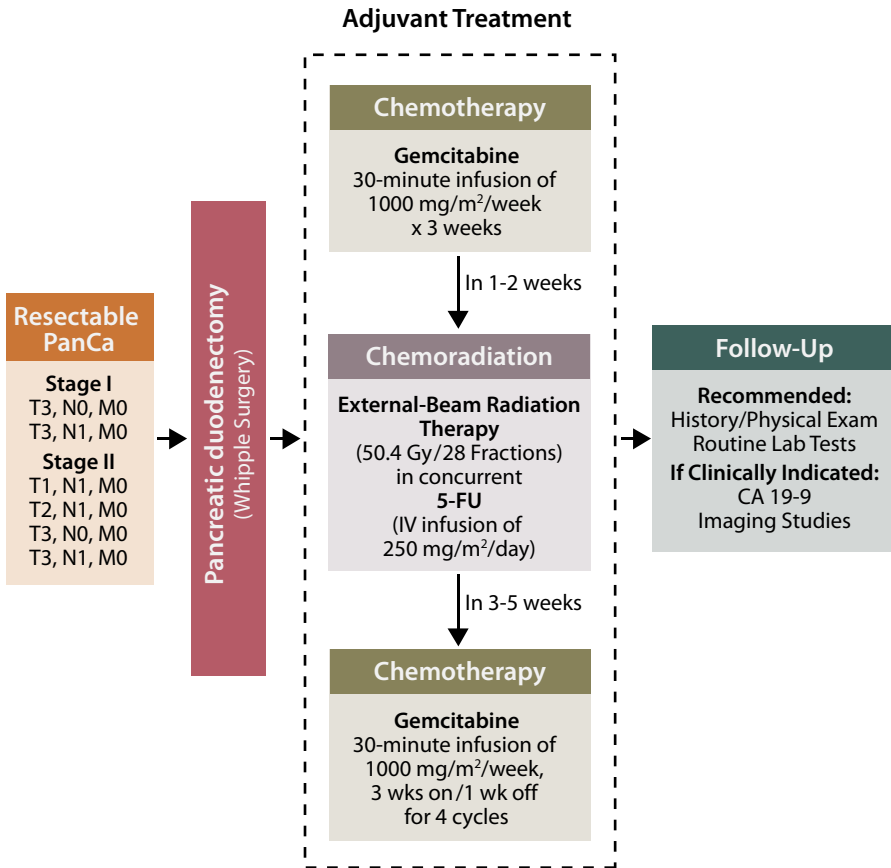 Adjuvant Treatment
Resectable
PanCa
Stage I
T3, N0, M0
T3, N1, M0
Stage II
T1, N1, M0
T2, N1, M0
T3, N0, M0
T3, N1, M0
Pancreatic duodenectomy
(Whipple Surgery)
Chemotherapy
Gemcitabine
30-minute infusion of
1000 mg/m²/week
x 3 weeks
In 1-2 weeks
Chemoradiation
External-Beam Radiation
Therapy
(50.4 Gy/28 Fractions)
in concurrent
5-FU
(IV infusion of
250 mg/m²/day)
In 3-5 weeks
Chemotherapy
Gemcitabine
30-minute infusion of
1000 mg/m²/week,
3 wks on/1 wk off
for 4 cycles
Follow-Up
Recommended:
History/Physical Exam
Routine Lab Tests
If Clinically Indicated:
CA 19-9
Imaging Studies